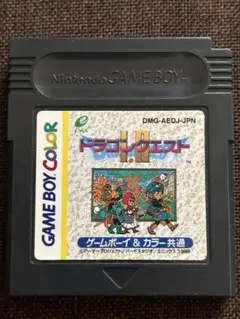 Nintendo GAME BOY
DMG-AEDJ-JPN
ドラゴンクエスト
I・II
GAME BOY COLOR
ゲームボーイ & カラー共通